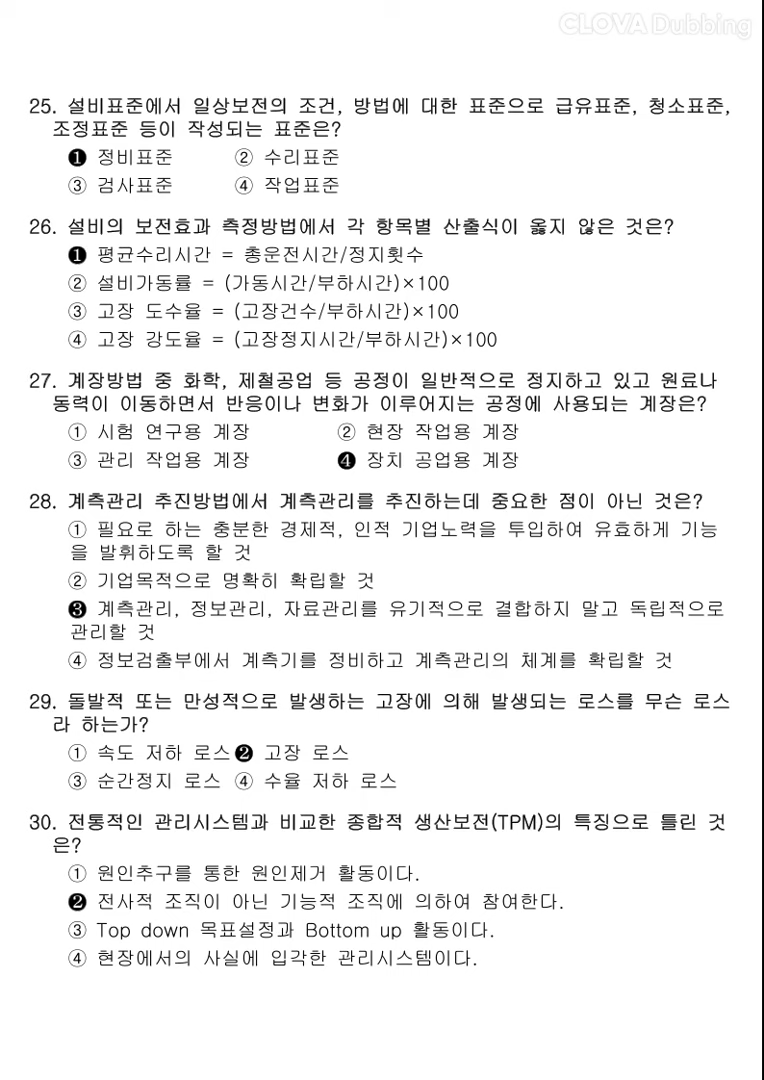 CLOVA Dubbing
25. 설비표준에서 일상보전의 조건, 방법에 대한 표준으로 급유표준, 청소표준,
조정표준 등이 작성되는 표준은?
❶ 정비표준 ② 수리표준
③ 검사표준 ④ 작업표준
26. 설비의 보전효과 측정방법에서 각 항목별 산출식이 옳지 않은 것은?
❶ 평균수리시간 = 총운전시간/정지횟수
② 설비가동률 = (가동시간/부하시간)×100
③ 고장 도수율 = (고장건수/부하시간)×100
④ 고장 강도율 = (고장정지시간/부하시간)×100
27. 계장방법 중 화학, 제철공업 등 공정이 일반적으로 정지하고 있고 원료나
동력이 이동하면서 반응이나 변화가 이루어지는 공정에 사용되는 계장은?
① 시험 연구용 계장 ② 현장 작업용 계장
③ 관리 작업용 계장 ❹ 장치 공업용 계장
28. 계측관리 추진방법에서 계측관리를 추진하는데 중요한 점이 아닌 것은?
① 필요로 하는 충분한 경제적, 인적 기업노력을 투입하여 유효하게 기능
을 발휘하도록 할 것
② 기업목적으로 명확히 확립할 것
❸ 계측관리, 정보관리, 자료관리를 유기적으로 결합하지 말고 독립적으로
관리할 것
④ 정보검출부에서 계측기를 정비하고 계측관리의 체계를 확립할 것
29. 돌발적 또는 만성적으로 발생하는 고장에 의해 발생되는 로스를 무슨 로스
라 하는가?
① 속도 저하 로스 ❷ 고장 로스
③ 순간정지 로스 ④ 수율 저하 로스
30. 전통적인 관리시스템과 비교한 종합적 생산보전(TPM)의 특징으로 틀린 것
은?
① 원인추구를 통한 원인제거 활동이다.
❷ 전사적 조직이 아닌 기능적 조직에 의하여 참여한다.
③ Top down 목표설정과 Bottom up 활동이다.
④ 현장에서의 사실에 입각한 관리시스템이다.